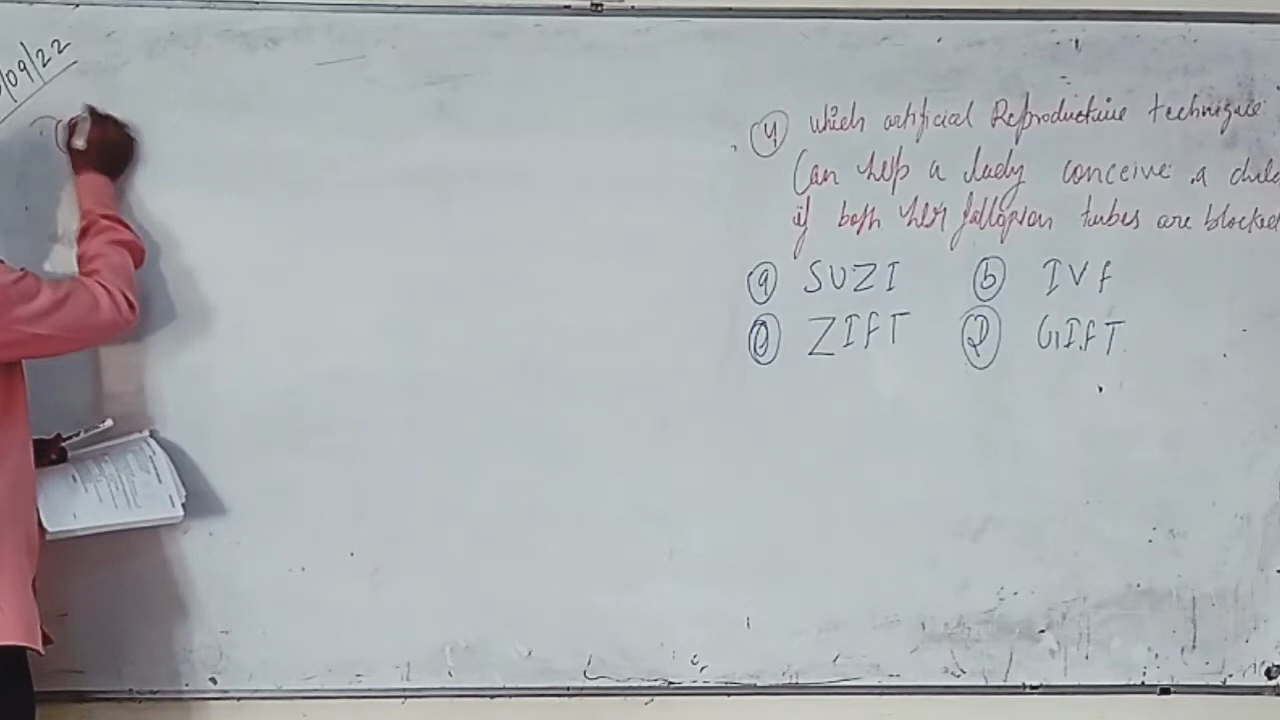 /09/22
(4) which artificial Reproductive technique
Can help a lady conceive a child
if both her fallopian tubes are blocked
(a) SUZI (b) IVf
(c) ZIfT (D) GIfT